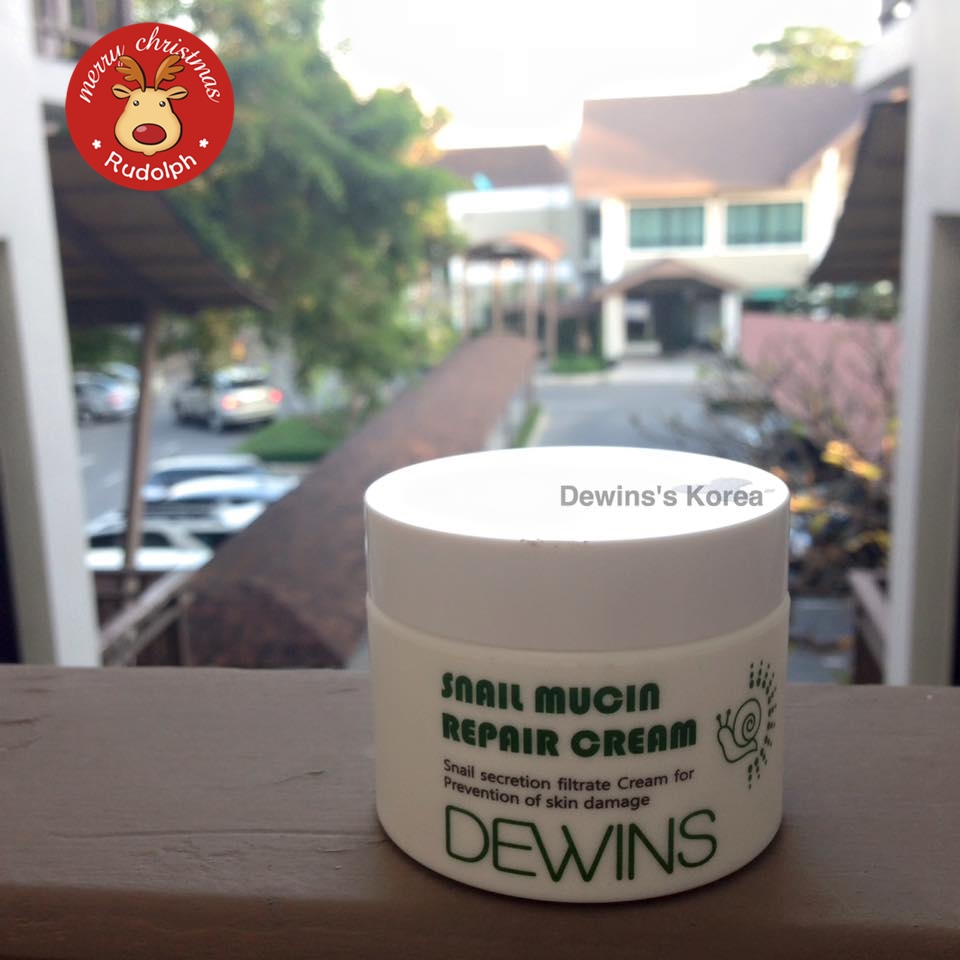 merry christmas
Rudolph
Dewins's Korea
SNAIL MUCIN
REPAIR CREAM
Snail secretion filtrate Cream for
Prevention of skin damage
DEWINS